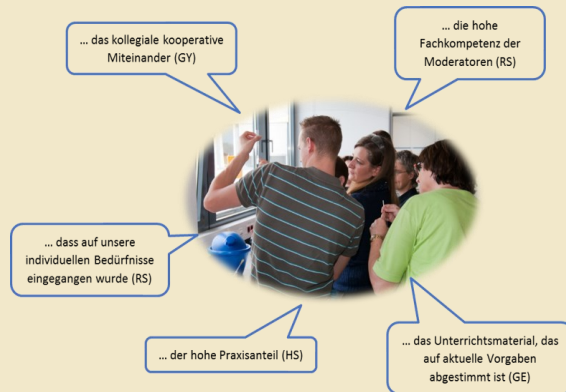 ... das kollegiale kooperative
Miteinander (GY)
... die hohe
Fachkompetenz der
Moderatoren (RS)
... dass auf unsere
individuellen Bedürfnisse
eingegangen wurde (RS)
... der hohe Praxisanteil (HS)
... das Unterrichtsmaterial, das
auf aktuelle Vorgaben
abgestimmt ist (GE)